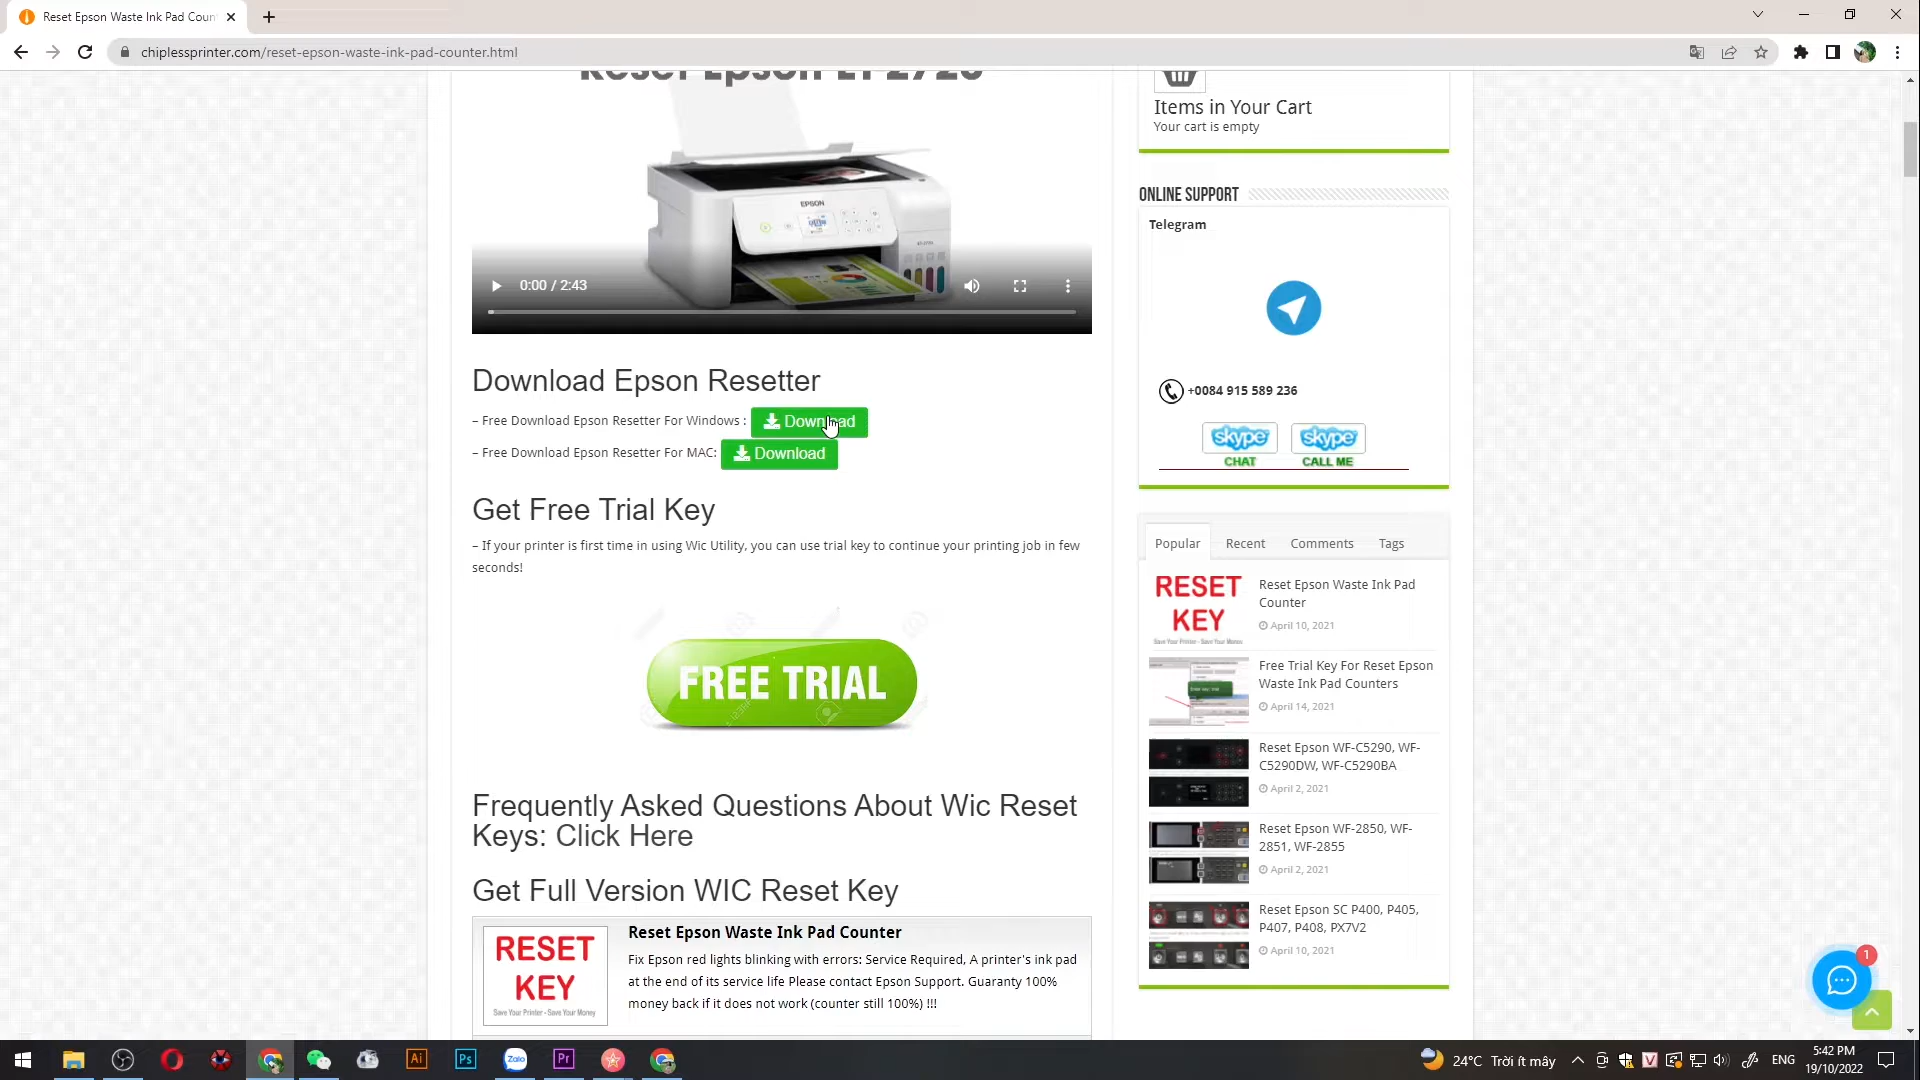 Reset Epson Waste Ink Pad Coun
chiplessprinter.com/reset-epson-waste-ink-pad-counter.html
Reset Epson ET 2720
EPSON
0:00 / 2:43
Download Epson Resetter
– Free Download Epson Resetter For Windows : Download
– Free Download Epson Resetter For MAC: Download
Get Free Trial Key
– If your printer is first time in using Wic Utility, you can use trial key to continue your printing job in few
seconds!
FREE TRIAL
Frequently Asked Questions About Wic Reset
Keys: Click Here
Get Full Version WIC Reset Key
RESET
KEY
Save Your Printer - Save Your Money
Reset Epson Waste Ink Pad Counter
Fix Epson red lights blinking with errors: Service Required, A printer's ink pad
at the end of its service life Please contact Epson Support. Guaranty 100%
money back if it does not work (counter still 100%) !!!
Items in Your Cart
Your cart is empty
ONLINE SUPPORT
Telegram
+0084 915 589 236
skype
CHAT
skype
CALL ME
Popular
Recent
Comments
Tags
RESET
KEY
Save Your Printer - Save Your Money
Reset Epson Waste Ink Pad
Counter
April 10, 2021
Free Trial Key For Reset Epson
Waste Ink Pad Counters
April 14, 2021
Reset Epson WF-C5290, WF-
C5290DW, WF-C5290BA
April 2, 2021
Reset Epson WF-2850, WF-
2851, WF-2855
April 2, 2021
Reset Epson SC P400, P405,
P407, P408, PX7V2
April 10, 2021
1
Ai
Ps
Zalo
Pr
24°C Trời ít mây
V
ENG
5:42 PM
19/10/2022